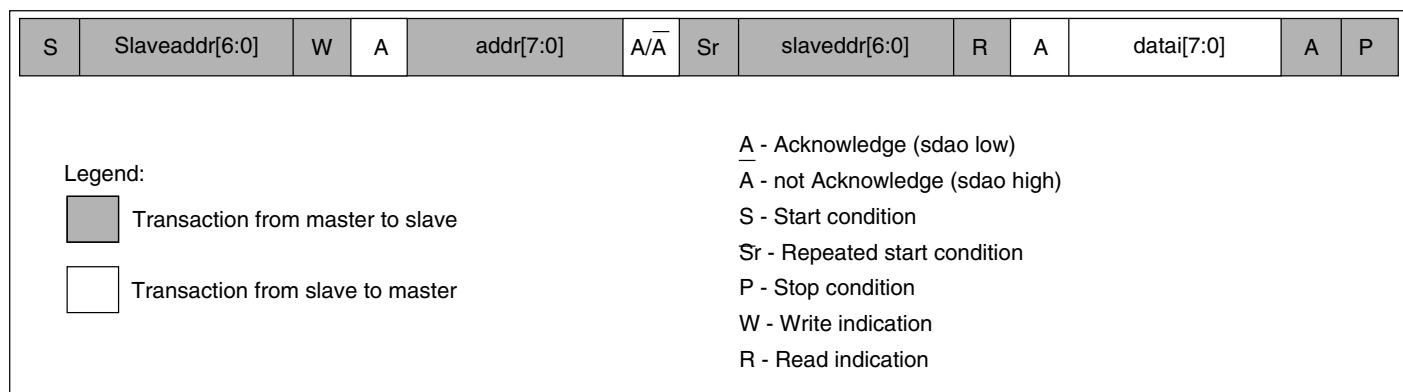 S Slaveaddr[6:0] W A addr[7:0] A/A̅ Sr slaveddr[6:0] R A datai[7:0] A P
A - Acknowledge (sdao low)
Legend:
A̅ - not Acknowledge (sdao high)
Transaction from master to slave
S - Start condition
Sr - Repeated start condition
Transaction from slave to master
P - Stop condition
W - Write indication
R - Read indication